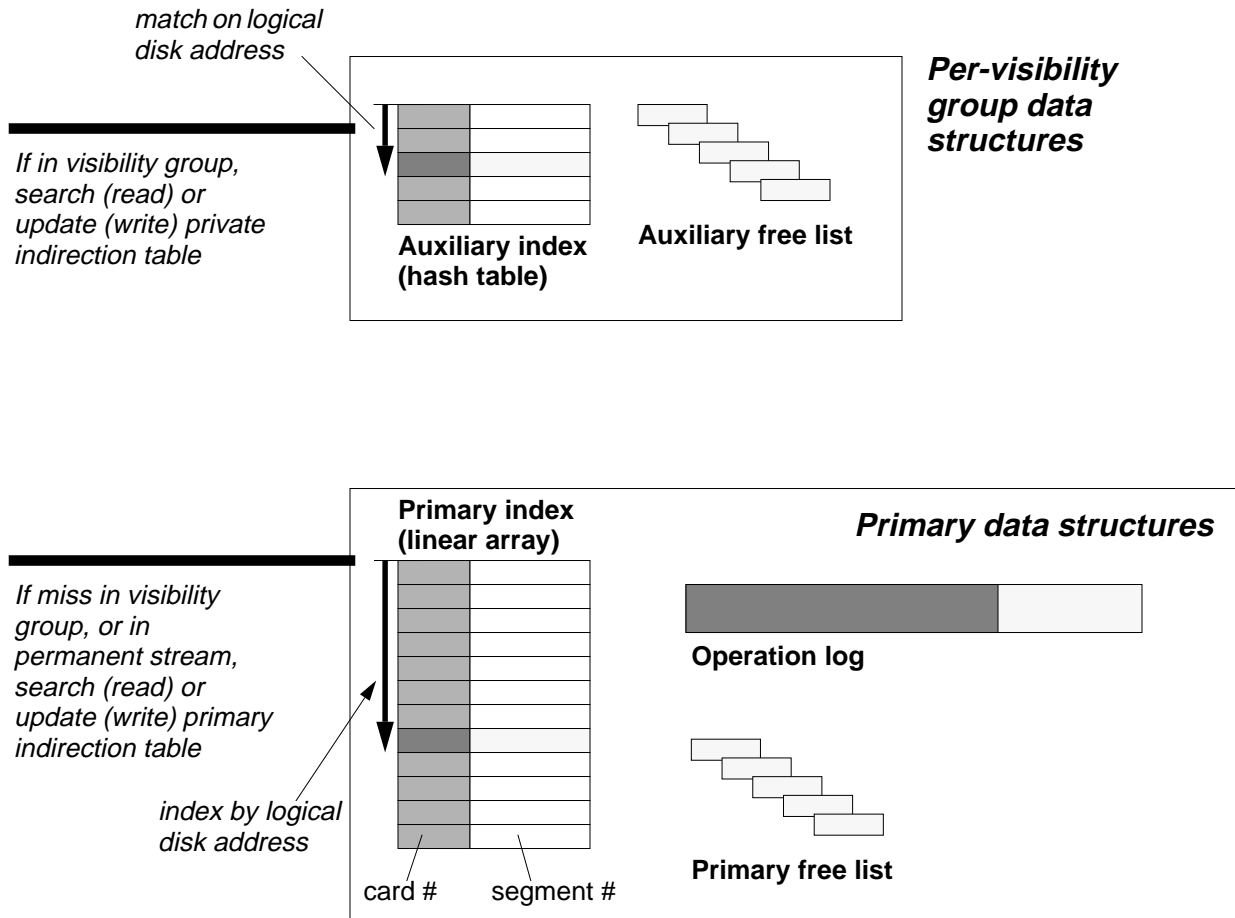 match on logical
disk address
Per-visibility
group data
structures
If in visibility group,
search (read) or
update (write) private
indirection table
Auxiliary index
(hash table)
Auxiliary free list
Primary index
(linear array)
Primary data structures
If miss in visibility
group, or in
permanent stream,
search (read) or
update (write) primary
indirection table
Operation log
index by logical
disk address
Primary free list
card #
segment #